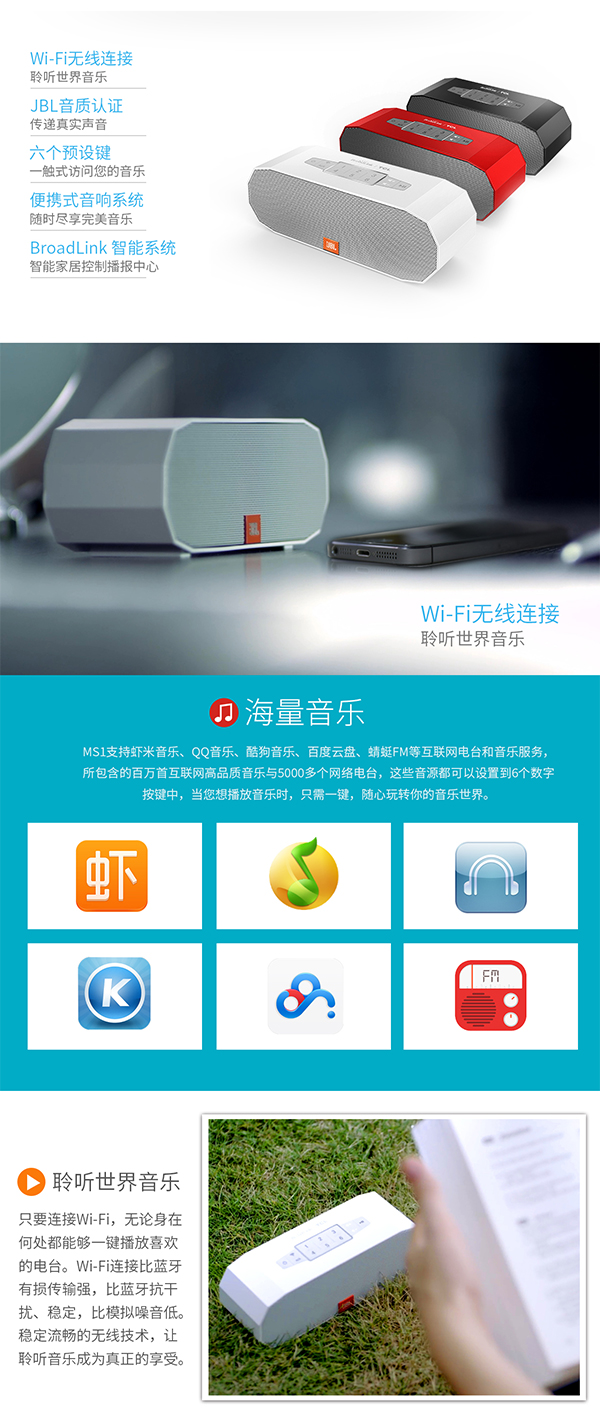 Wi-Fi无线连接
聆听世界音乐
JBL音质认证
传递真实声音
六个预设键
一触式访问您的音乐
便携式音响系统
随时尽享完美音乐
BroadLink 智能系统
智能家居控制播报中心
JBL
JBL
Wi-Fi无线连接
聆听世界音乐
海量音乐
MS1支持虾米音乐、QQ音乐、酷狗音乐、百度云盘、蜻蜓FM等互联网电台和音乐服务，
所包含的百万首互联网高品质音乐与5000多个网络电台，这些音源都可以设置到6个数字
按键中，当您想播放音乐时，只需一键，随心玩转你的音乐世界。
虾
K
FM
聆听世界音乐
只要连接Wi-Fi，无论身在
何处都能够一键播放喜欢
的电台。Wi-Fi连接比蓝牙
有损传输强，比蓝牙抗干
扰、稳定，比模拟噪音低。
稳定流畅的无线技术，让
聆听音乐成为真正的享受。
JBL